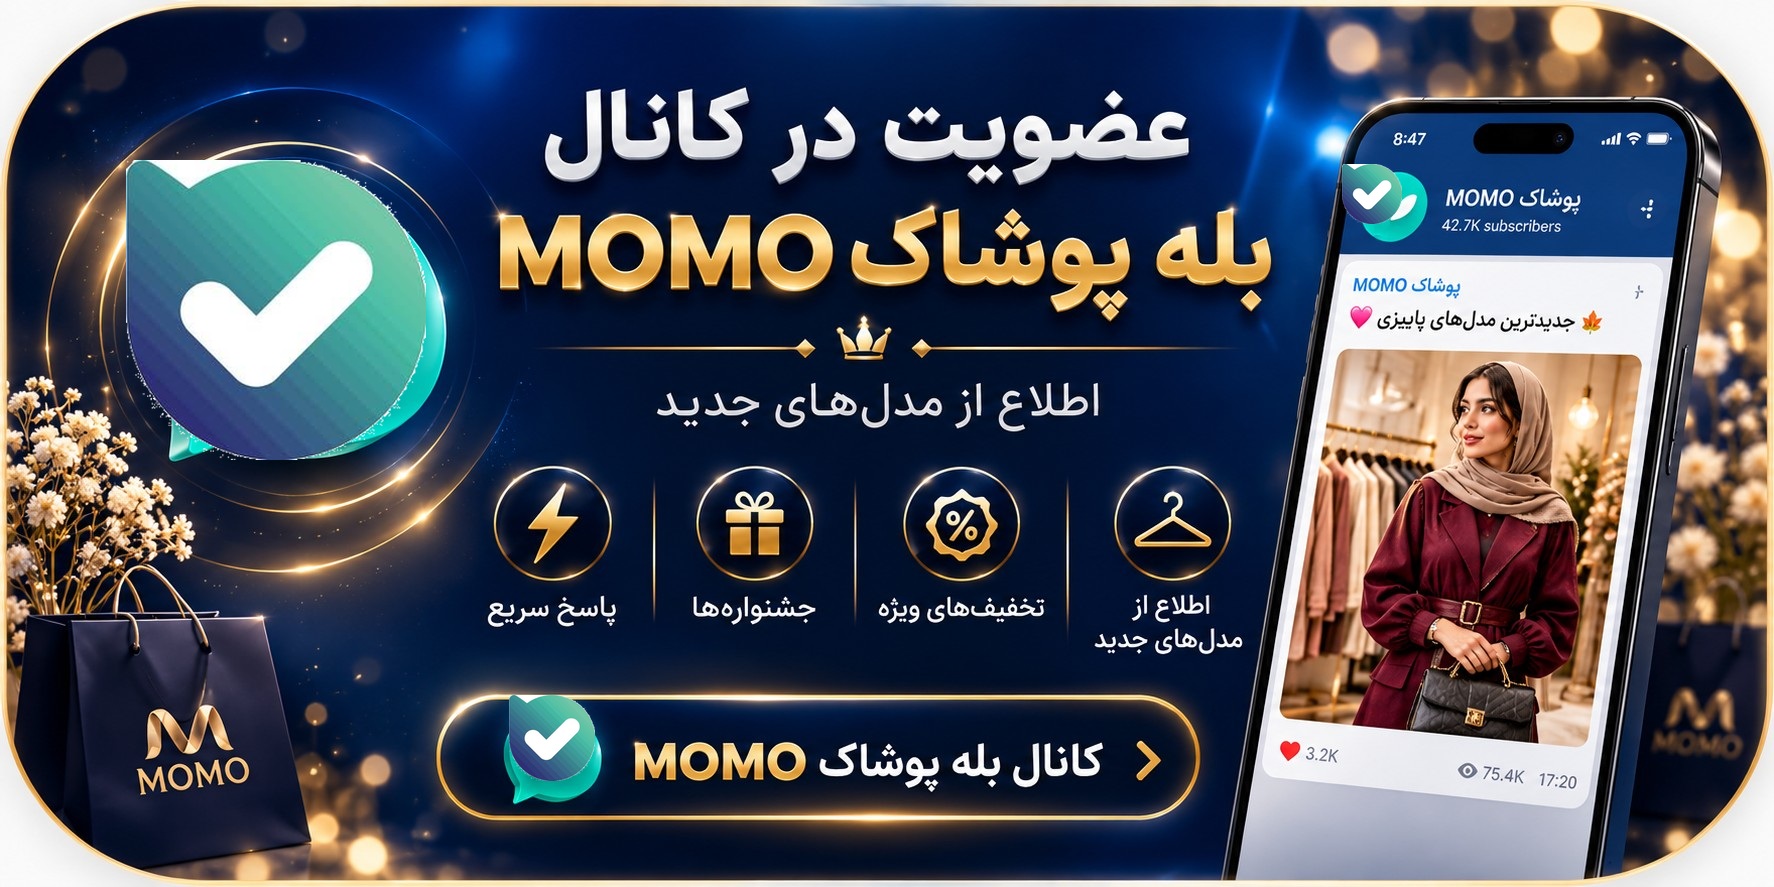 عضویت در کانال
بله پوشاک MOMO
اطلاع از مدل‌های جدید
اطلاع از
مدل‌های جدید
تخفیف‌های ویژه
جشنواره‌ها
پاسخ سریع
کانال بله پوشاک MOMO
MOMO
8:47
پوشاک MOMO
42.7K subscribers
پوشاک MOMO
🍁 جدیدترین مدل‌های پاییزی 💗
3.2K
75.4K 17:20
MOMO